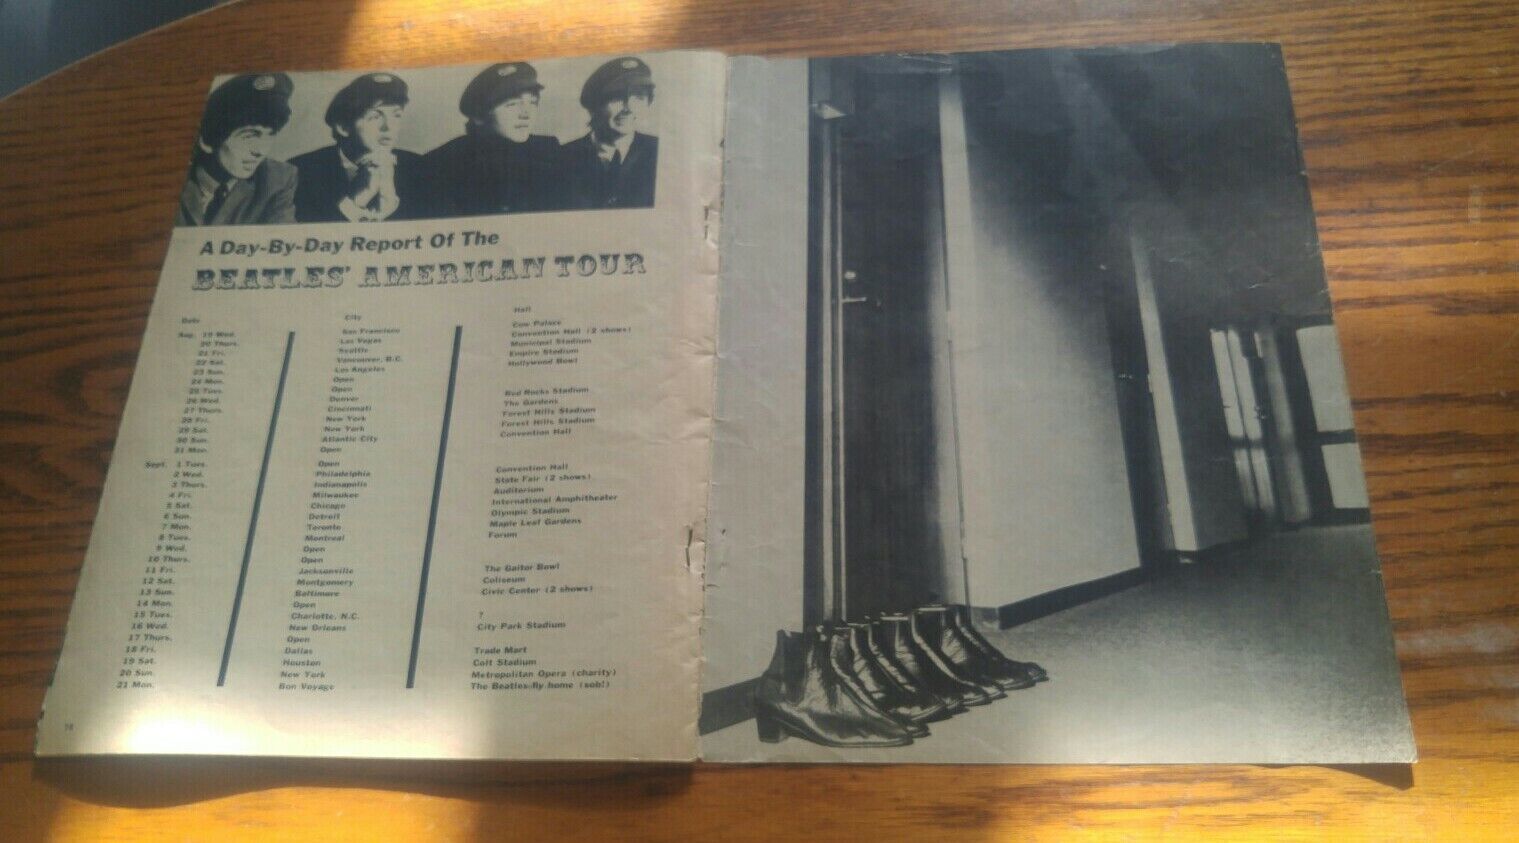 A Day-By-Day Report Of The
BEATLES' AMERICAN TOUR
Date City Hall
Aug. 19 Wed. San Francisco Cow Palace
20 Thurs. Las Vegas Convention Hall (2 shows)
21 Fri. Seattle Municipal Stadium
22 Sat. Vancouver, B.C. Empire Stadium
23 Sun. Los Angeles Hollywood Bowl
24 Mon. Open
25 Tues. Open
26 Wed. Denver Red Rocks Stadium
27 Thurs. Cincinnati The Gardens
28 Fri. New York Forest Hills Stadium
29 Sat. New York Forest Hills Stadium
30 Sun. Atlantic City Convention Hall
31 Mon. Open
Sept. 1 Tues. Open
2 Wed. Philadelphia Convention Hall
3 Thurs. Indianapolis State Fair (2 shows)
4 Fri. Milwaukee Auditorium
5 Sat. Chicago International Amphitheater
6 Sun. Detroit Olympic Stadium
7 Mon. Toronto Maple Leaf Gardens
8 Tues. Montreal Forum
9 Wed. Open
10 Thurs. Open
11 Fri. Jacksonville The Gaitor Bowl
12 Sat. Montgomery Coliseum
13 Sun. Baltimore Civic Center (2 shows)
14 Mon. Open
15 Tues. Charlotte, N.C. ?
16 Wed. New Orleans City Park Stadium
17 Thurs. Open
18 Fri. Dallas Trade Mart
19 Sat. Houston Colt Stadium
20 Sun. New York Metropolitan Opera (charity)
21 Mon. Bon Voyage The Beatles fly home (sob!)